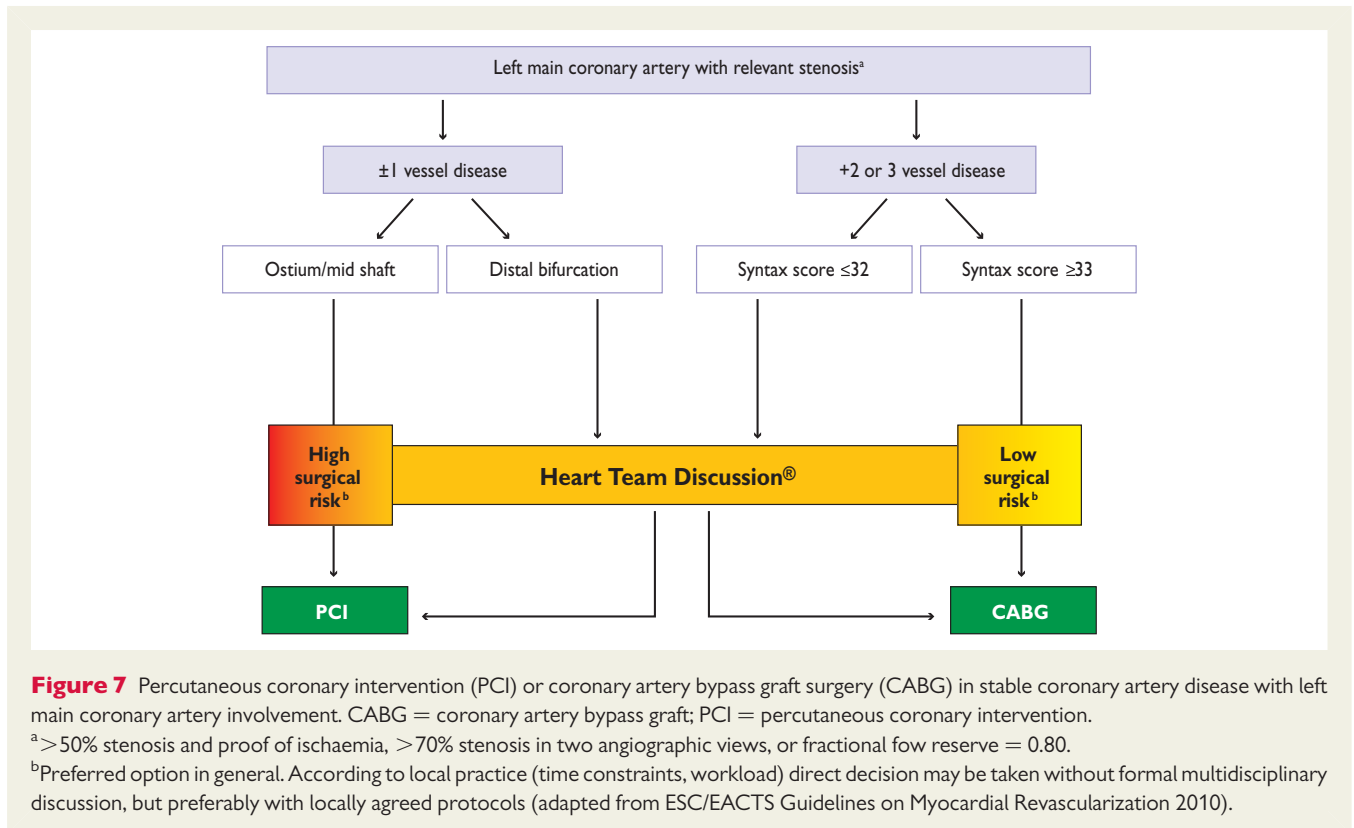 Left main coronary artery with relevant stenosisᵃ
±1 vessel disease
+2 or 3 vessel disease
Ostium/mid shaft
Distal bifurcation
Syntax score ≤32
Syntax score ≥33
High
surgical
riskᵇ
Heart Team Discussion®
Low
surgical
riskᵇ
PCI
CABG
Figure 7 Percutaneous coronary intervention (PCI) or coronary artery bypass graft surgery (CABG) in stable coronary artery disease with left
main coronary artery involvement. CABG = coronary artery bypass graft; PCI = percutaneous coronary intervention.
ᵃ>50% stenosis and proof of ischaemia, >70% stenosis in two angiographic views, or fractional fow reserve = 0.80.
ᵇPreferred option in general. According to local practice (time constraints, workload) direct decision may be taken without formal multidisciplinary
discussion, but preferably with locally agreed protocols (adapted from ESC/EACTS Guidelines on Myocardial Revascularization 2010).